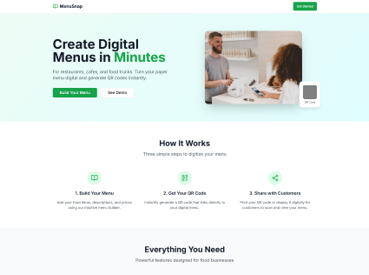 MenuSnap
Get Started
Create Digital
Menus in Minutes
For restaurants, cafes, and food trucks. Turn your paper
menu digital and generate QR codes instantly.
Build Your Menu
See Demo
QR Code
How It Works
Three simple steps to digitize your menu
1. Build Your Menu
Add your food items, descriptions, and prices
using our intuitive menu builder.
2. Get Your QR Code
Instantly generate a QR code that links directly to
your digital menu.
3. Share with Customers
Print your QR code or display it digitally for
customers to scan and view your menu.
Everything You Need
Powerful features designed for food businesses